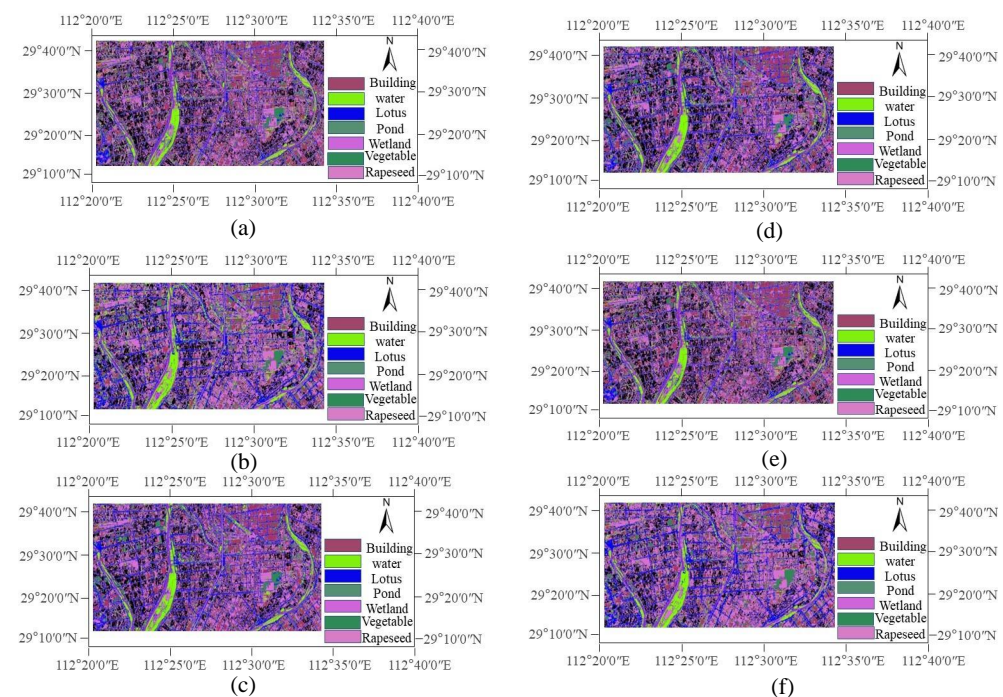 112°20′0″E 112°25′0″E 112°30′0″E 112°35′0″E 112°40′0″E
29°40′0″N
29°30′0″N
29°20′0″N
29°10′0″N
N
Building
water
Lotus
Pond
Wetland
Vegetable
Rapeseed
29°40′0″N
29°30′0″N
29°20′0″N
29°10′0″N
112°20′0″E 112°25′0″E 112°30′0″E 112°35′0″E 112°40′0″E
(a)
112°20′0″E 112°25′0″E 112°30′0″E 112°35′0″E 112°40′0″E
29°40′0″N
29°30′0″N
29°20′0″N
29°10′0″N
N
Building
water
Lotus
Pond
Wetland
Vegetable
Rapeseed
29°40′0″N
29°30′0″N
29°20′0″N
29°10′0″N
112°20′0″E 112°25′0″E 112°30′0″E 112°35′0″E 112°40′0″E
(d)
112°20′0″E 112°25′0″E 112°30′0″E 112°35′0″E 112°40′0″E
29°40′0″N
29°30′0″N
29°20′0″N
29°10′0″N
N
Building
water
Lotus
Pond
Wetland
Vegetable
Rapeseed
29°40′0″N
29°30′0″N
29°20′0″N
29°10′0″N
112°20′0″E 112°25′0″E 112°30′0″E 112°35′0″E 112°40′0″E
(b)
112°20′0″E 112°25′0″E 112°30′0″E 112°35′0″E 112°40′0″E
29°40′0″N
29°30′0″N
29°20′0″N
29°10′0″N
N
Building
water
Lotus
Pond
Wetland
Vegetable
Rapeseed
29°40′0″N
29°30′0″N
29°20′0″N
29°10′0″N
112°20′0″E 112°25′0″E 112°30′0″E 112°35′0″E 112°40′0″E
(e)
112°20′0″E 112°25′0″E 112°30′0″E 112°35′0″E 112°40′0″E
29°40′0″N
29°30′0″N
29°20′0″N
29°10′0″N
N
Building
water
Lotus
Pond
Wetland
Vegetable
Rapeseed
29°40′0″N
29°30′0″N
29°20′0″N
29°10′0″N
112°20′0″E 112°25′0″E 112°30′0″E 112°35′0″E 112°40′0″E
(c)
112°20′0″E 112°25′0″E 112°30′0″E 112°35′0″E 112°40′0″E
29°40′0″N
29°30′0″N
29°20′0″N
29°10′0″N
N
Building
water
Lotus
Pond
Wetland
Vegetable
Rapeseed
29°40′0″N
29°30′0″N
29°20′0″N
29°10′0″N
112°20′0″E 112°25′0″E 112°30′0″E 112°35′0″E 112°40′0″E
(f)